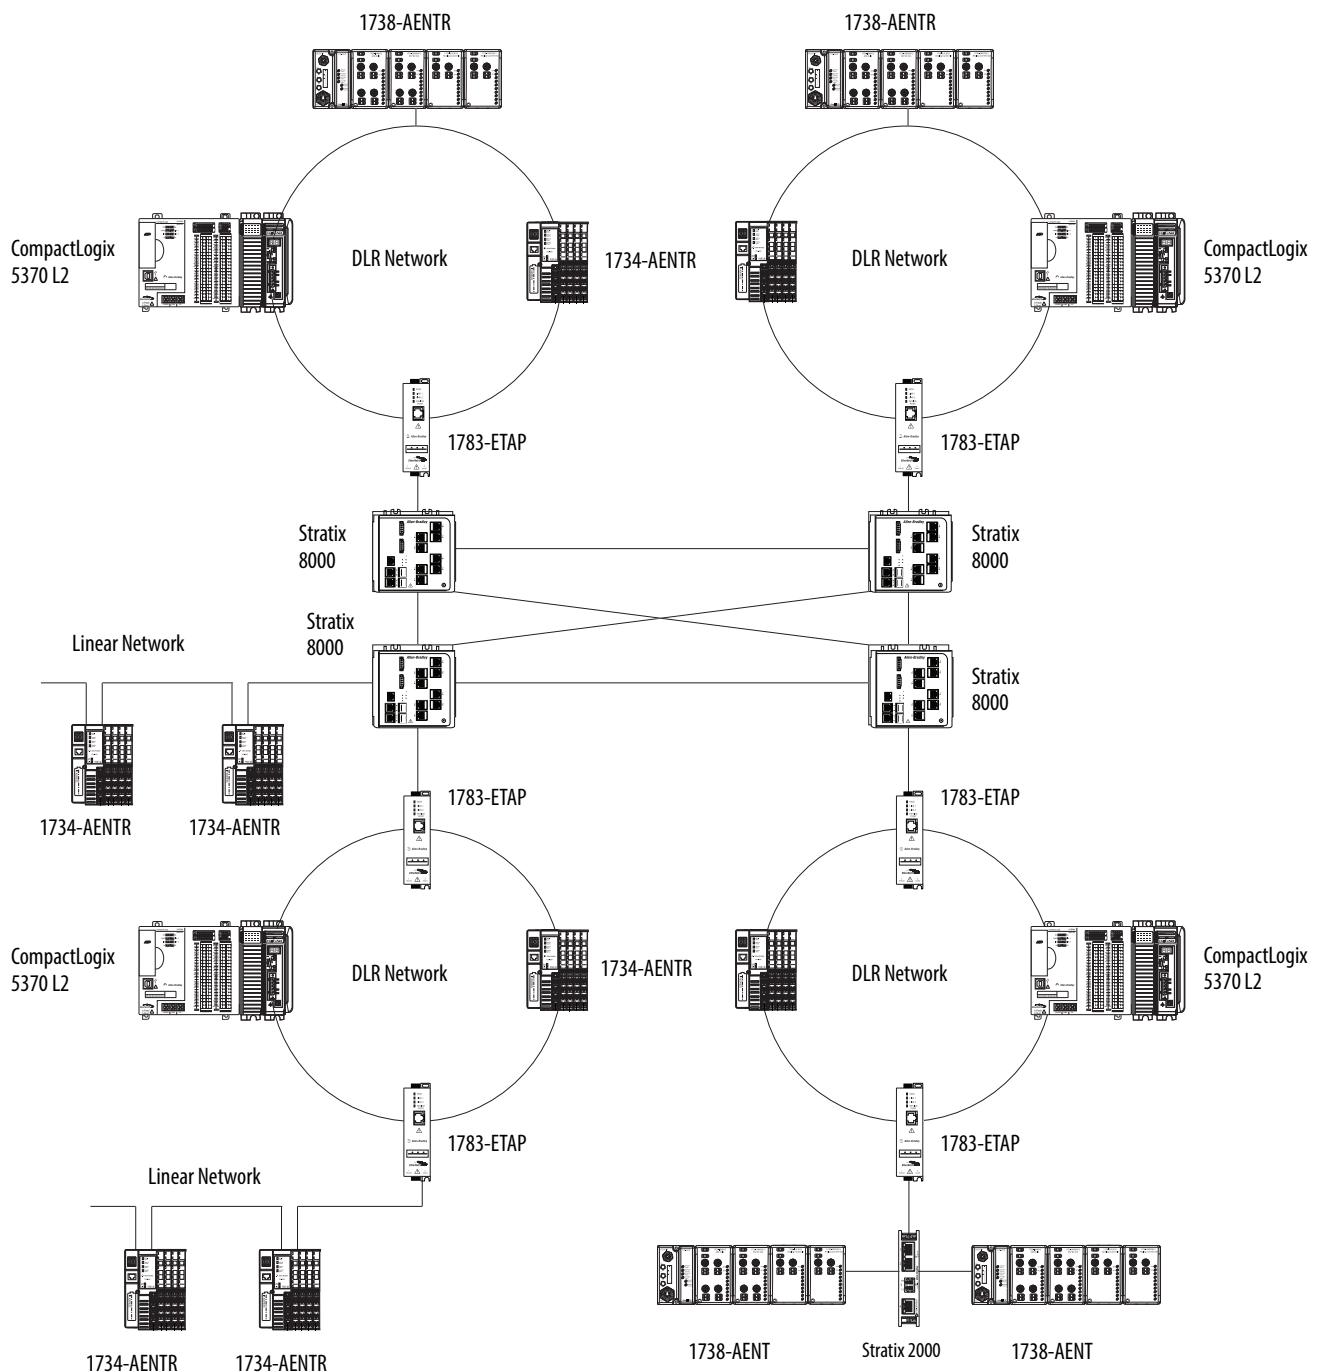 1738-AENTR
1738-AENTR
CompactLogix
5370 L2
DLR Network
1734-AENTR
DLR Network
CompactLogix
5370 L2
1783-ETAP
1783-ETAP
Stratix
8000
Stratix
8000
Stratix
8000
Linear Network
Stratix
8000
1734-AENTR
1734-AENTR
1783-ETAP
1783-ETAP
CompactLogix
5370 L2
DLR Network
1734-AENTR
DLR Network
CompactLogix
5370 L2
1783-ETAP
1783-ETAP
Linear Network
1734-AENTR
1734-AENTR
1738-AENT
Stratix 2000
1738-AENT